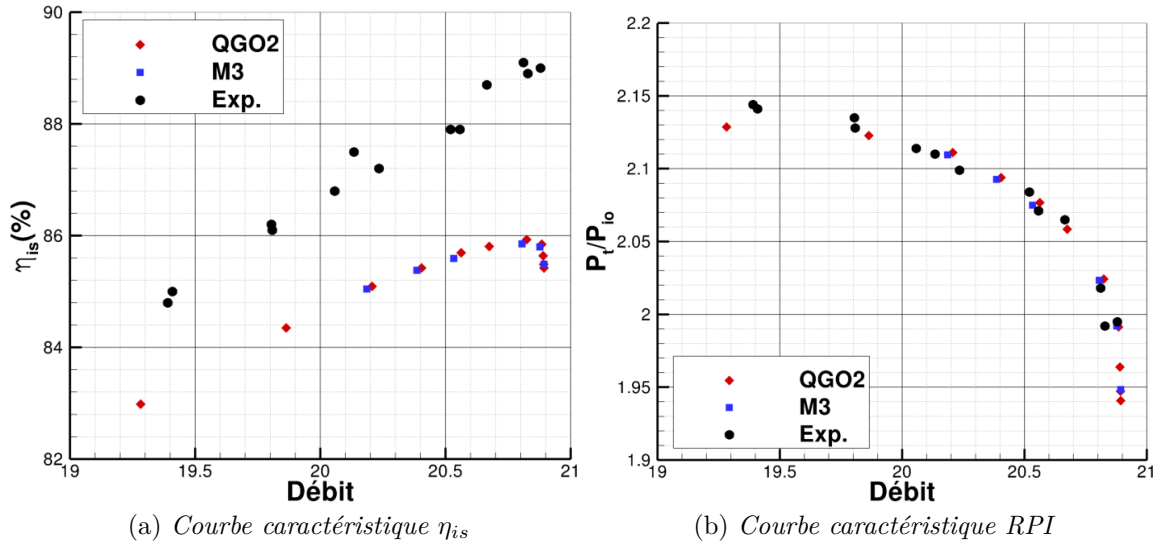 90
88
86
84
82
η_is(%)
QGO2
M3
Exp.
19
19.5
20
20.5
21
Débit
(a) Courbe caractéristique η_is
2.2
2.15
2.1
2.05
2
1.95
1.9
P_t/P_io
QGO2
M3
Exp.
19
19.5
20
20.5
21
Débit
(b) Courbe caractéristique RPI